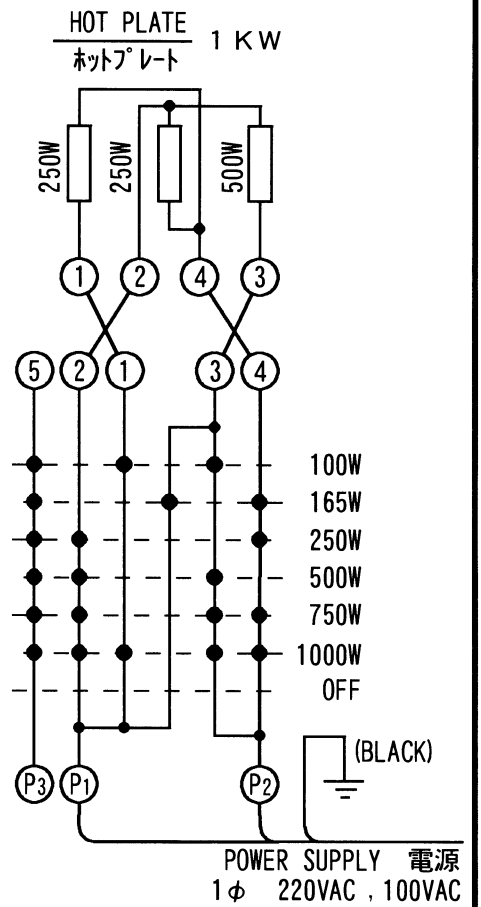 HOT PLATE 1 KW
ホットプレート
250W 250W 500W
1 2 4 3
5 2 1 3 4
100W
165W
250W
500W
750W
1000W
OFF
(BLACK)
P3 P1 P2
POWER SUPPLY 電源
1φ 220VAC , 100VAC